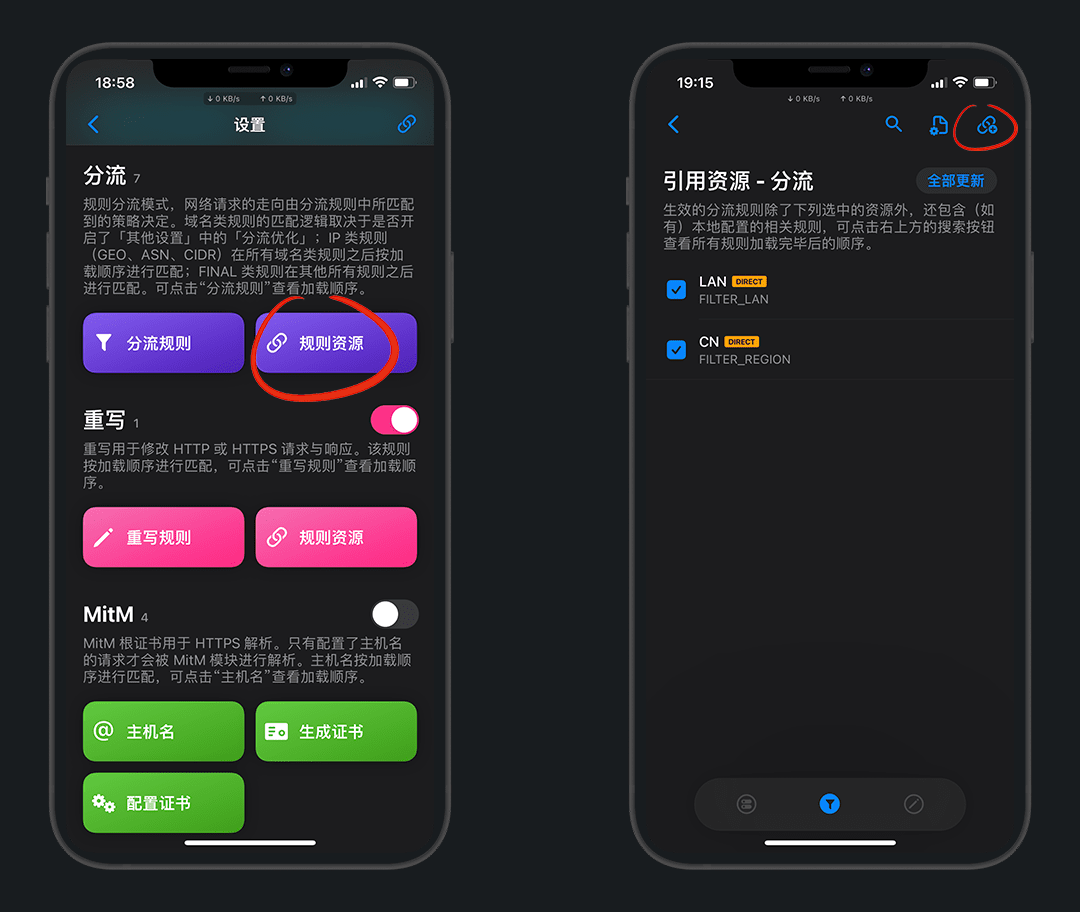 18:58
↓ 0 KB/s ↑ 0 KB/s
设置
分流 7
规则分流模式，网络请求的走向由分流规则中所匹配
到的策略决定。域名类规则的匹配逻辑取决于是否开
启了「其他设置」中的「分流优化」；IP 类规则
（GEO、ASN、CIDR）在所有域名类规则之后按加
载顺序进行匹配；FINAL 类规则在其他所有规则之后
进行匹配。可点击“分流规则”查看加载顺序。
分流规则
规则资源
重写 1
重写用于修改 HTTP 或 HTTPS 请求与响应。该规则
按加载顺序进行匹配，可点击“重写规则”查看加载顺
序。
重写规则
规则资源
MitM 4
MitM 根证书用于 HTTPS 解析。只有配置了主机名
的请求才会被 MitM 模块进行解析。主机名按加载顺
序进行匹配，可点击“主机名”查看加载顺序。
@ 主机名
生成证书
配置证书
19:15
↓ 0 KB/s ↑ 0 KB/s
引用资源 - 分流
全部更新
生效的分流规则除了下列选中的资源外，还包含（如
有）本地配置的相关规则，可点击右上方的搜索按钮
查看所有规则加载完毕后的顺序。
LAN DIRECT
FILTER_LAN
CN DIRECT
FILTER_REGION